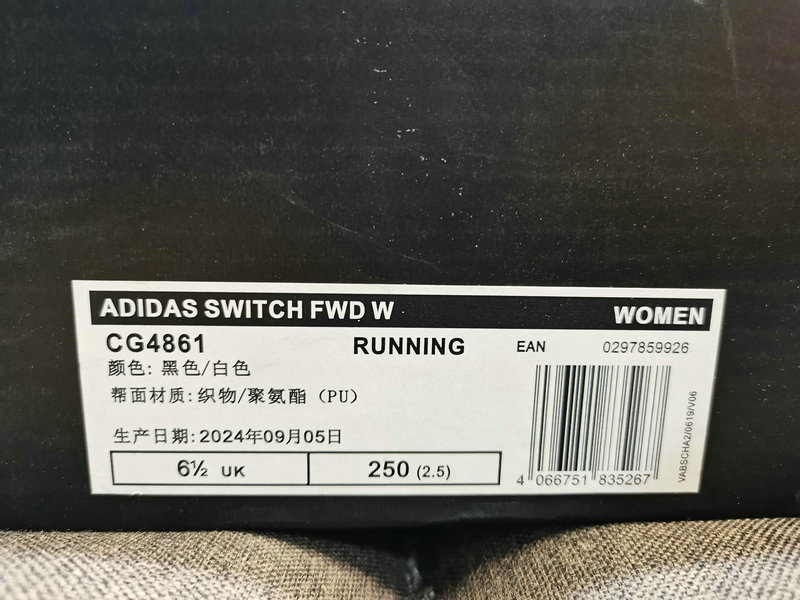 ADIDAS SWITCH FWD W WOMEN
CG4861 RUNNING EAN 0297859926
颜色: 黑色/白色
帮面材质: 织物/聚氨酯（PU）
生产日期: 2024年09月05日
6½ UK 250 (2.5)
4 066751 835267
VABSCHA2/0619/V06